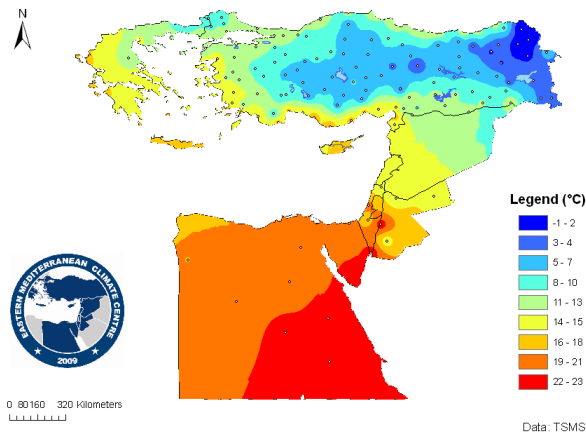 N
Legend (°C)
-1 - 2
3 - 4
5 - 7
8 - 10
11 - 13
14 - 15
16 - 18
19 - 21
22 - 23
EASTERN MEDITERRANEAN CLIMATE CENTRE
2009
0 80160 320 Kilometers
Data: TSMS